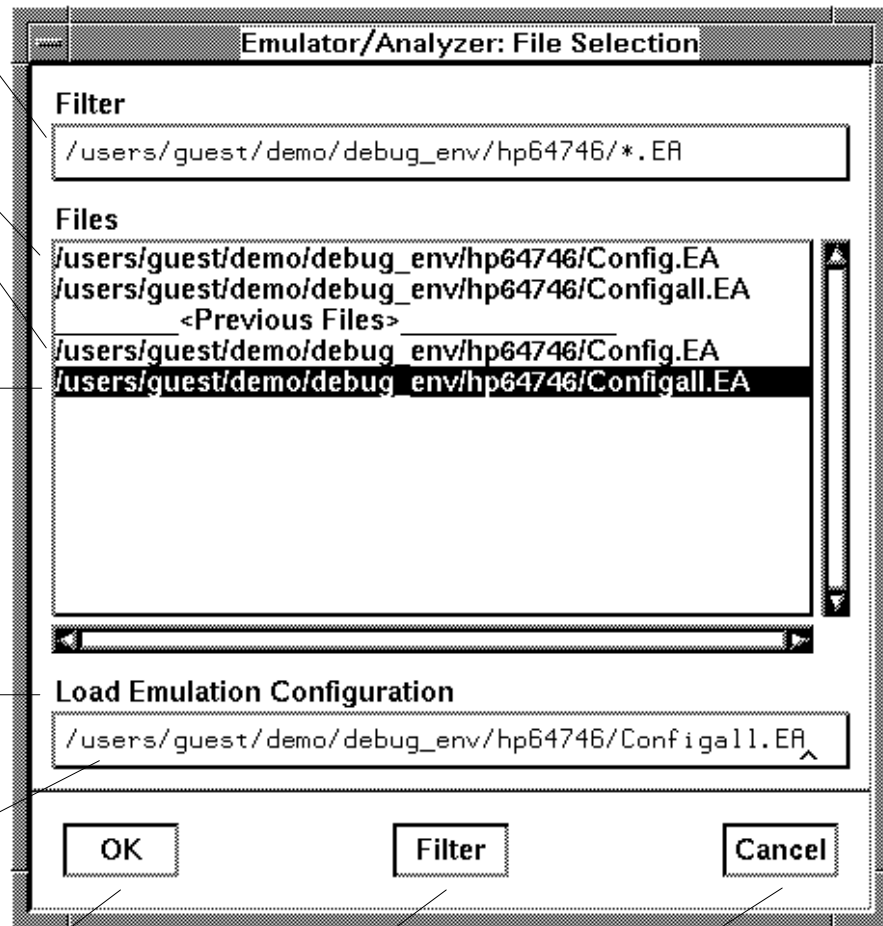 Emulator/Analyzer: File Selection
Filter
/users/guest/demo/debug_env/hp64746/*.EA
Files
/users/guest/demo/debug_env/hp64746/Config.EA
/users/guest/demo/debug_env/hp64746/Configall.EA
________<Previous Files>______________
/users/guest/demo/debug_env/hp64746/Config.EA
/users/guest/demo/debug_env/hp64746/Configall.EA
Load Emulation Configuration
/users/guest/demo/debug_env/hp64746/Configall.EA
OK Filter Cancel